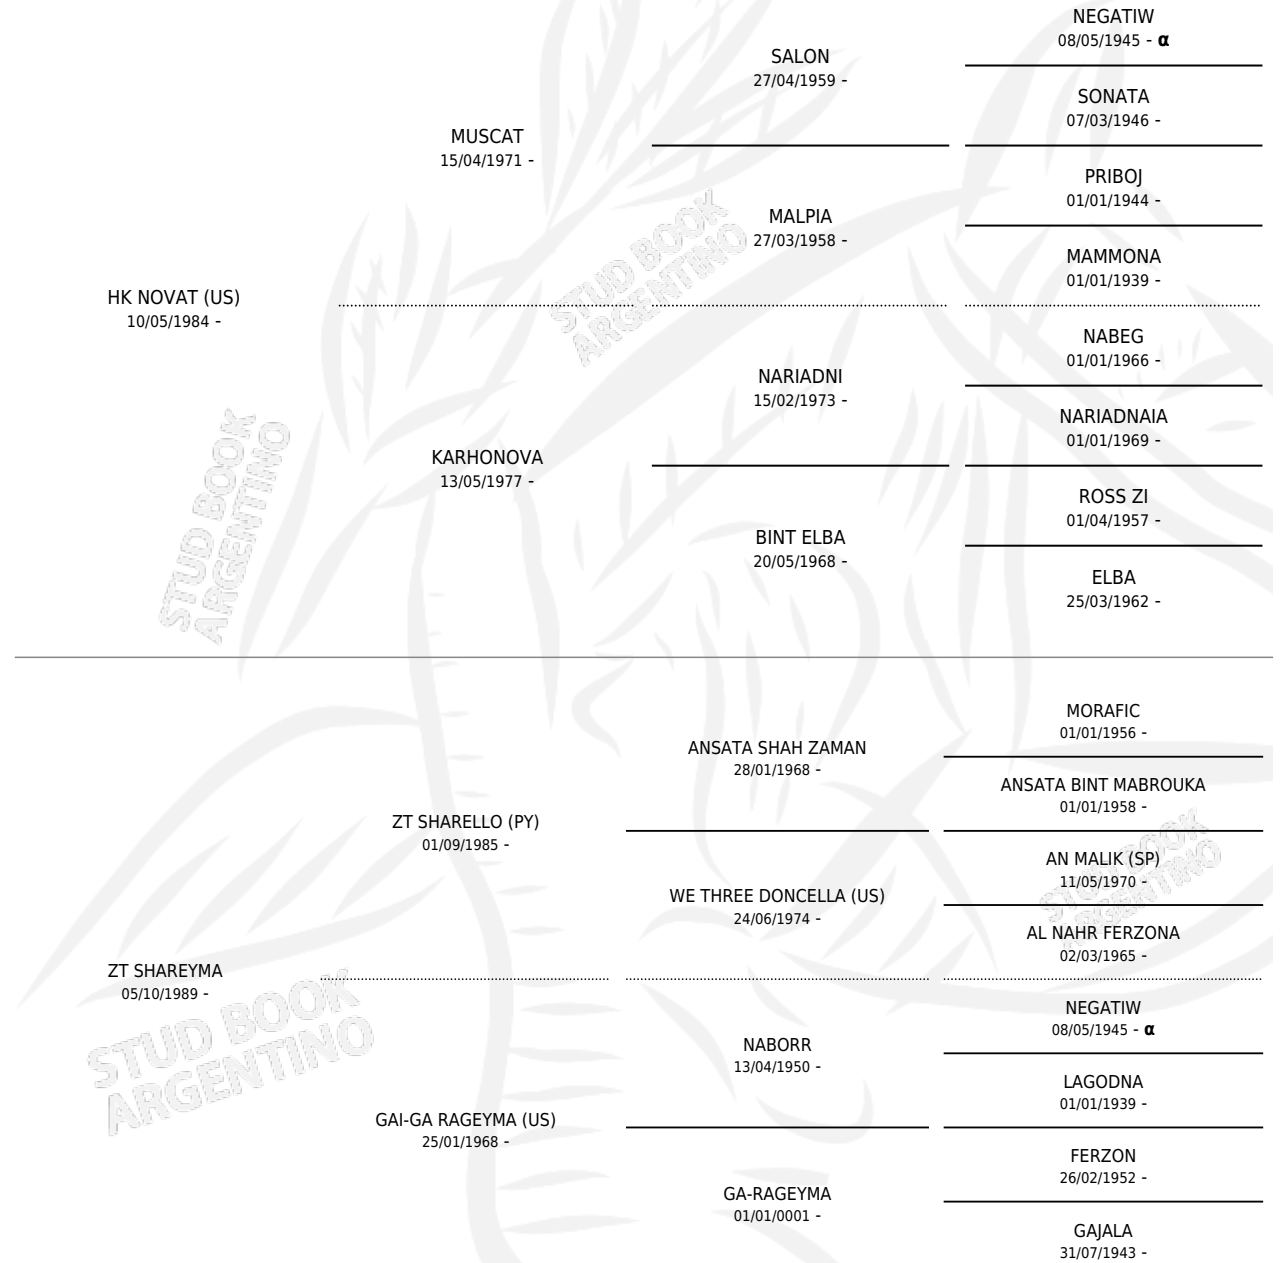 NEGATIW
08/05/1945 - α
SALON
27/04/1959 -
SONATA
07/03/1946 -
MUSCAT
15/04/1971 -
PRIBOJ
01/01/1944 -
MALPIA
27/03/1958 -
MAMMONA
01/01/1939 -
HK NOVAT (US)
10/05/1984 -
NABEG
01/01/1966 -
NARIADNI
15/02/1973 -
NARIADNAIA
01/01/1969 -
KARHONOVA
13/05/1977 -
ROSS ZI
01/04/1957 -
BINT ELBA
20/05/1968 -
ELBA
25/03/1962 -
MORAFIC
01/01/1956 -
ANSATA SHAH ZAMAN
28/01/1968 -
ANSATA BINT MABROUKA
01/01/1958 -
ZT SHARELLO (PY)
01/09/1985 -
AN MALIK (SP)
11/05/1970 -
WE THREE DONCELLA (US)
24/06/1974 -
AL NAHR FERZONA
02/03/1965 -
ZT SHAREYMA
05/10/1989 -
NEGATIW
08/05/1945 - α
NABORR
13/04/1950 -
LAGODNA
01/01/1939 -
GAI-GA RAGEYMA (US)
25/01/1968 -
FERZON
26/02/1952 -
GA-RAGEYMA
01/01/0001 -
GAJALA
31/07/1943 -
STUD BOOK
ARGENTINO
STUD BOOK
ARGENTINO
STUD BOOK
ARGENTINO
STUD BOOK
ARGENTINO